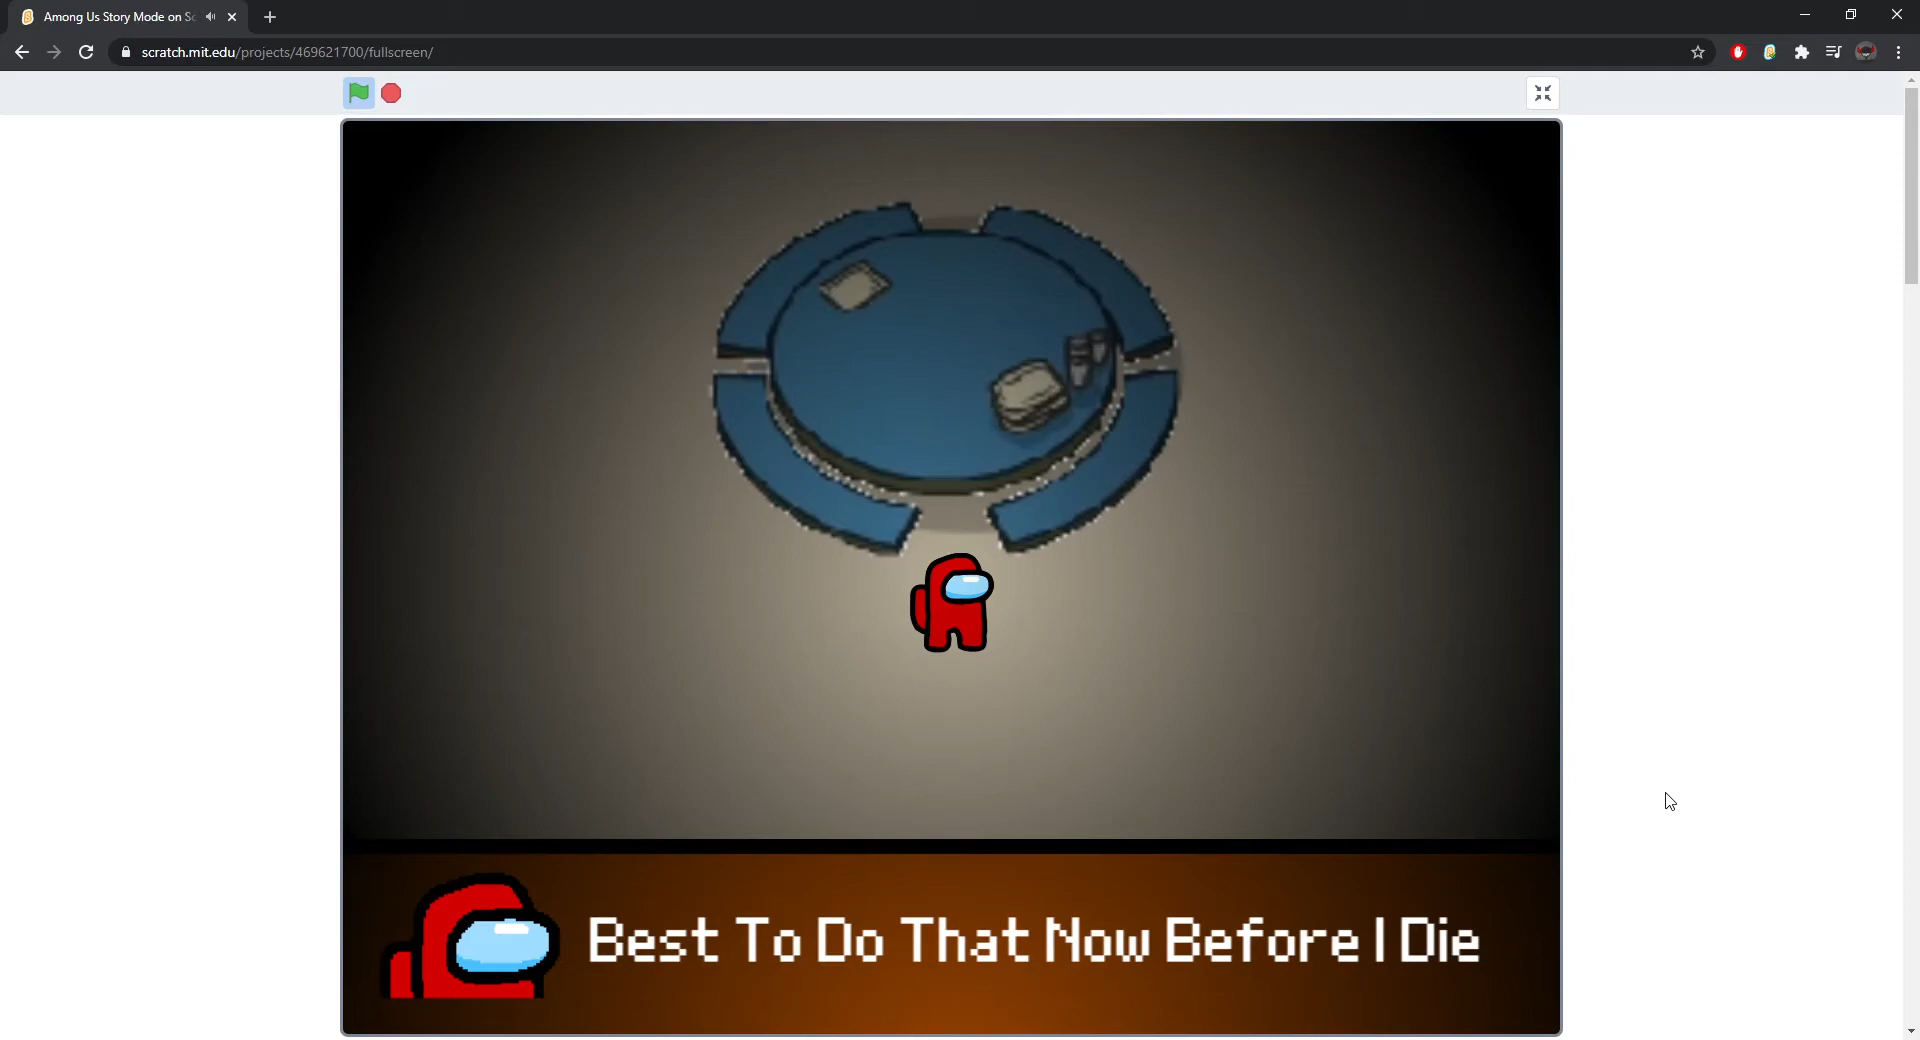 Among Us Story Mode on Sc
scratch.mit.edu/projects/469621700/fullscreen/
Best To Do That Now Before I Die